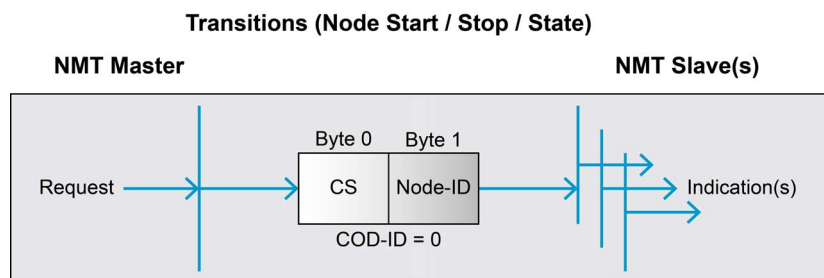 Transitions (Node Start / Stop / State)
NMT Master NMT Slave(s)
Byte 0 Byte 1
Request CS Node-ID Indication(s)
COD-ID = 0